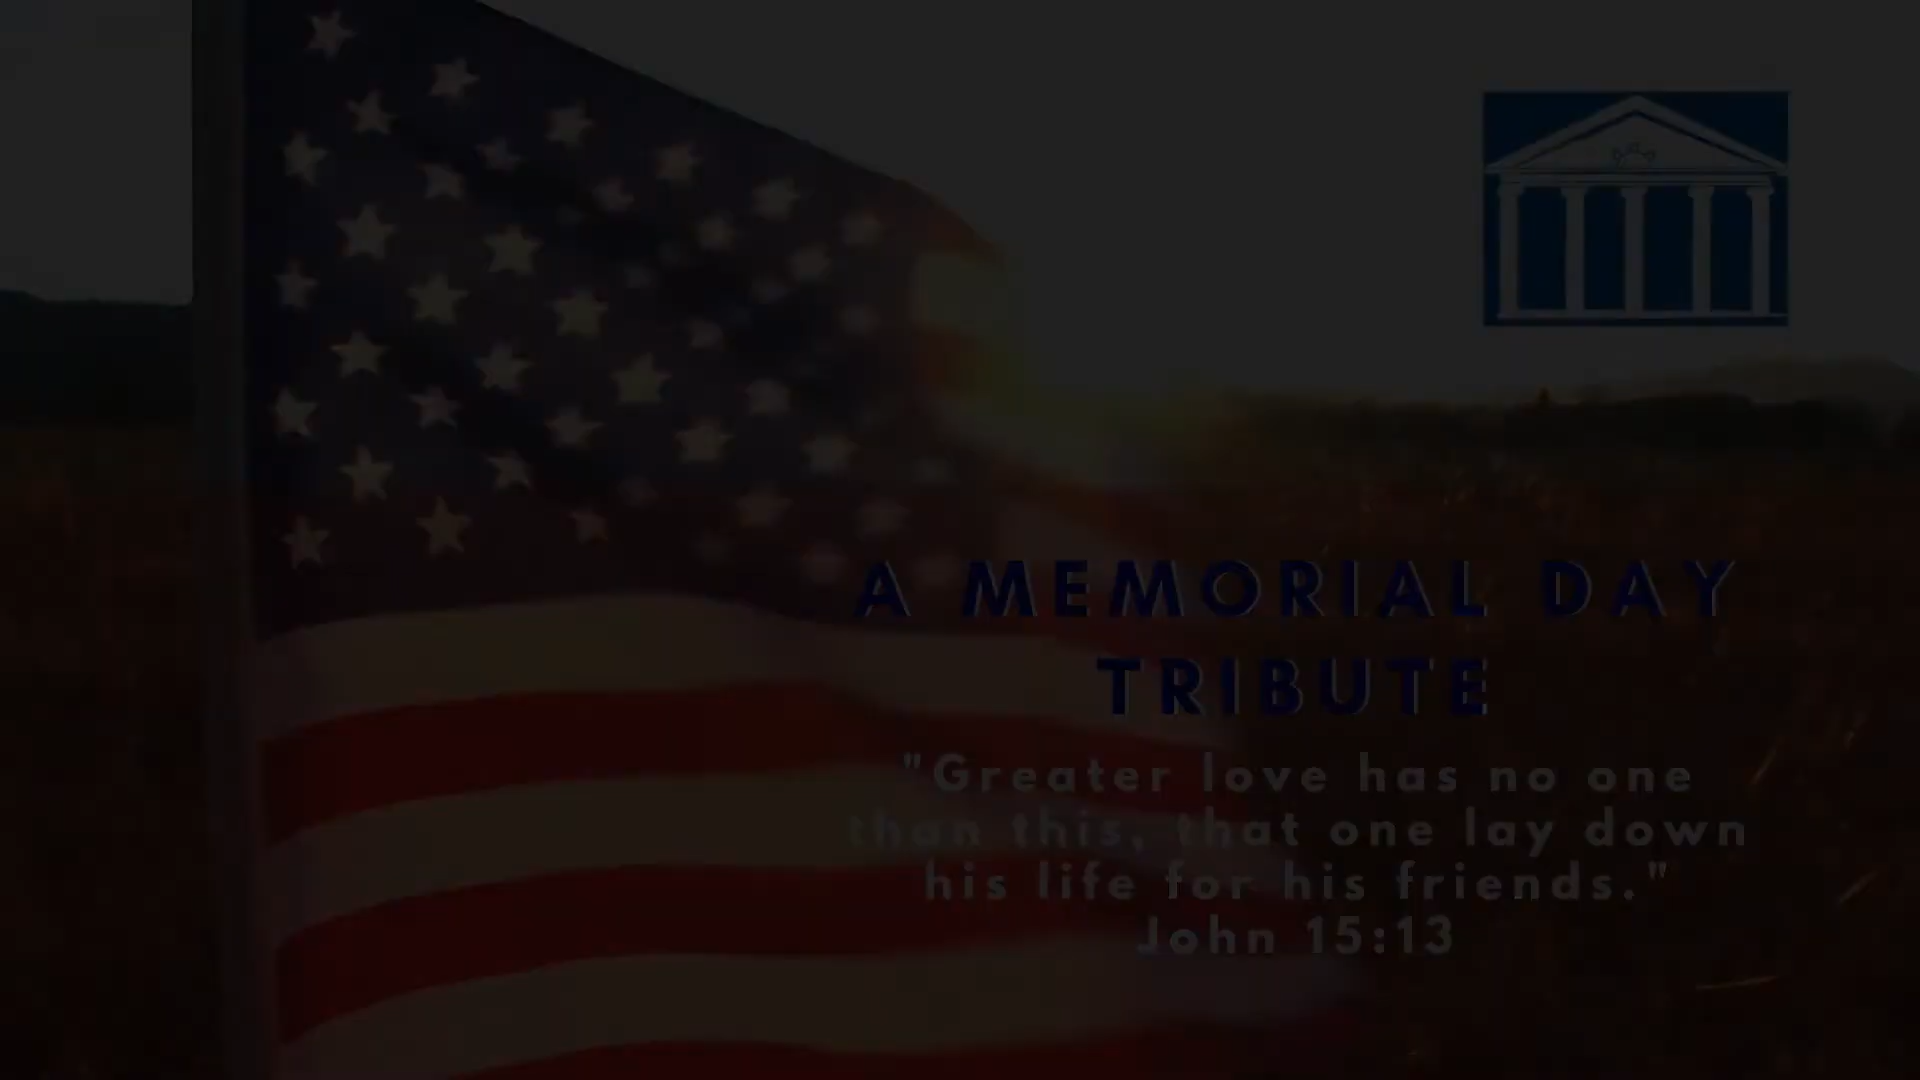 A MEMORIAL DAY
TRIBUTE
"Greater love has no one
than this, that one lay down
his life for his friends."
John 15:13